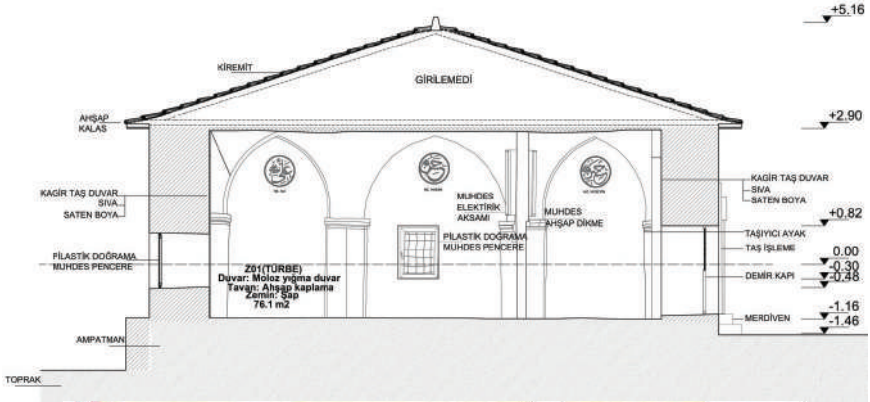 +5.16
KİREMİT
GİRİLEMEDİ
AHŞAP
KALAS
+2.90
KAGİR TAŞ DUVAR
SIVA
SATEN BOYA
MUHDES
ELEKTİRİK
AKSAMI
MUHDES
AHŞAP DİKME
KAGİR TAŞ DUVAR
SIVA
SATEN BOYA
+0.82
TAŞIYICI AYAK
TAŞ İŞLEME
PİLASTİK DOĞRAMA
MUHDES PENCERE
PİLASTİK DOĞRAMA
MUHDES PENCERE
0.00
-0.30
-0.48
DEMİR KAPI
Z01(TÜRBE)
Duvar: Moloz yığma duvar
Tavan: Ahşap kaplama
Zemin: Şap
76.1 m2
-1.16
MERDİVEN
-1.46
AMPATMAN
TOPRAK